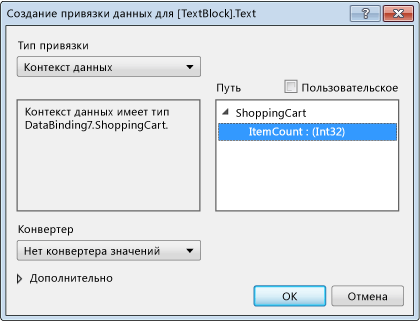 Создание привязки данных для [TextBlock].Text
Тип привязки
Контекст данных
Путь
Пользовательское
Контекст данных имеет тип
DataBinding7.ShoppingCart.
ShoppingCart
ItemCount : (Int32)
Конвертер
Нет конвертера значений
Дополнительно
OK
Отмена